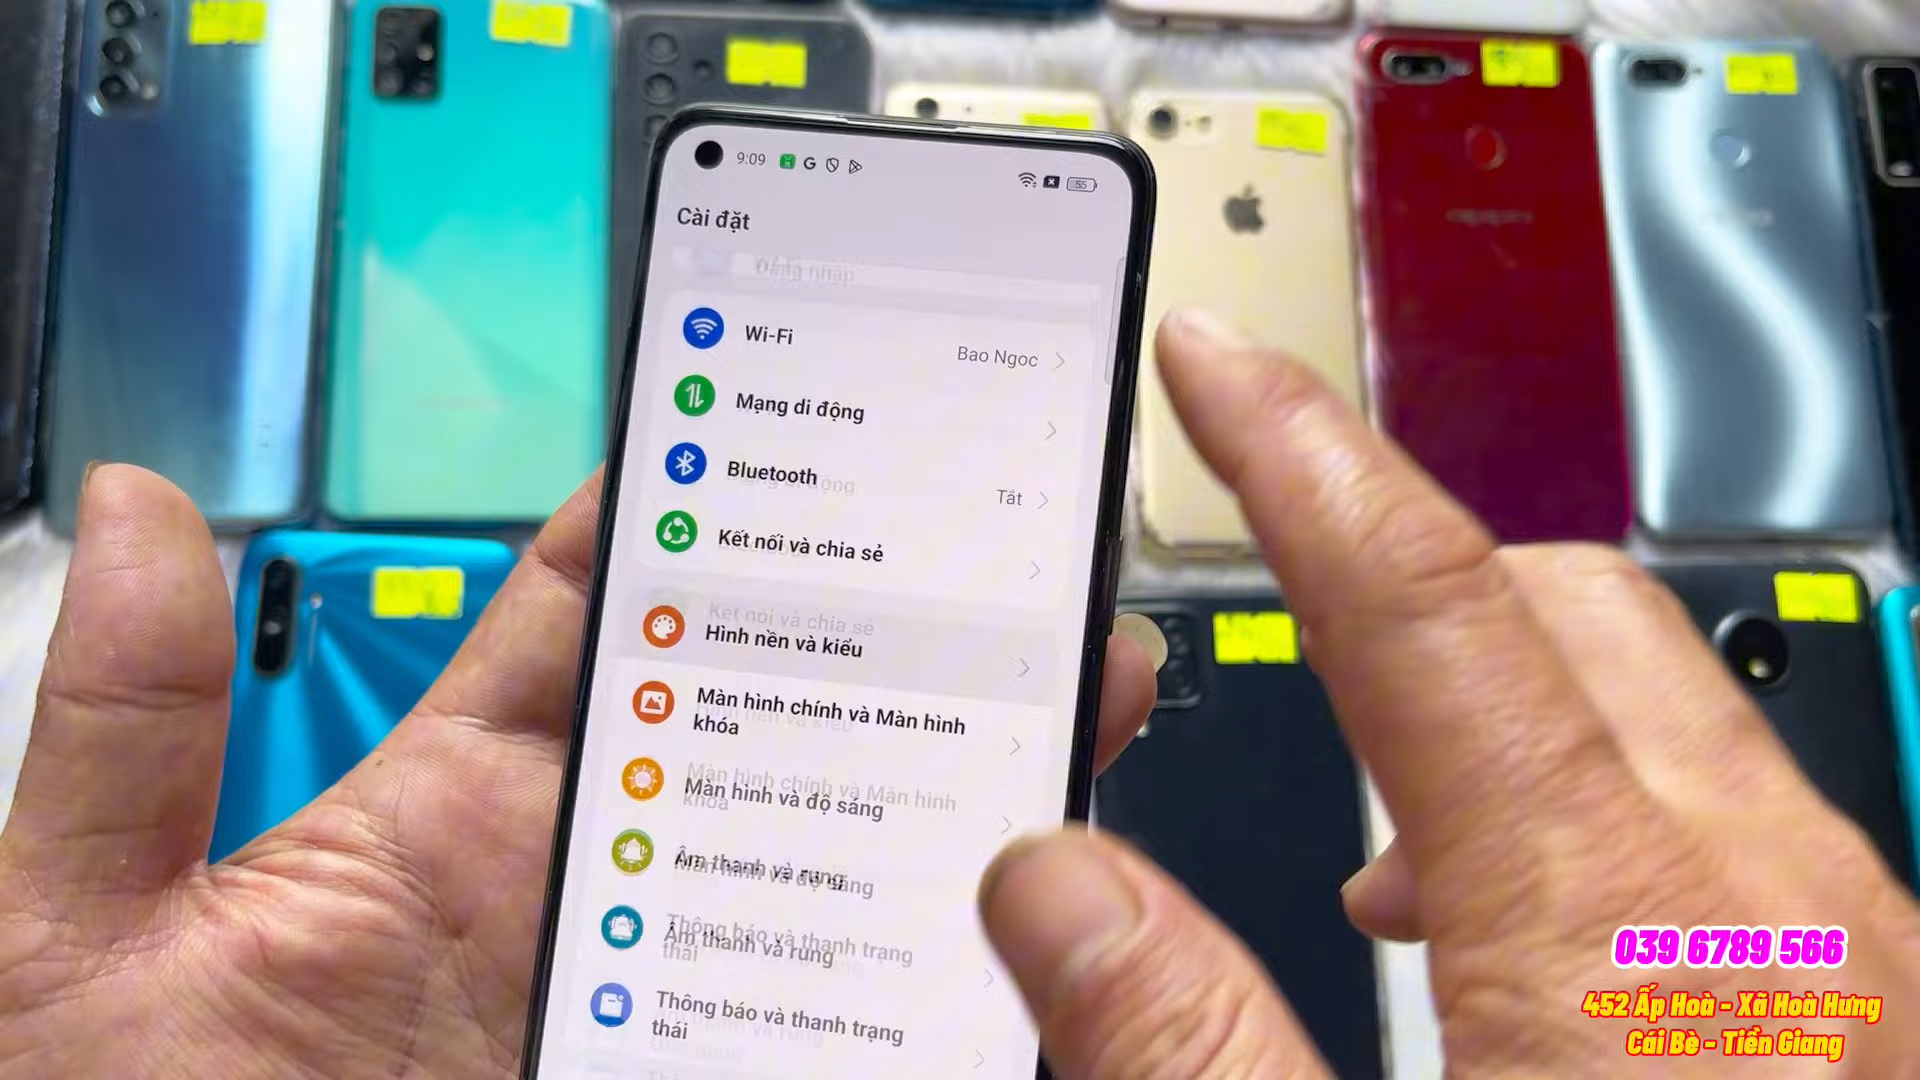 9:09
55
Cài đặt
Đăng nhập
Wi-Fi
Bao Ngoc
Mạng di động
Bluetooth
Tắt
Kết nối và chia sẻ
Hình nền và kiểu
Màn hình chính và Màn hình
khóa
Màn hình và độ sáng
Âm thanh và rung
Thông báo và thanh trạng
thái
039 6789 566
452 Ấp Hoà - Xã Hoà Hưng
Cái Bè - Tiền Giang